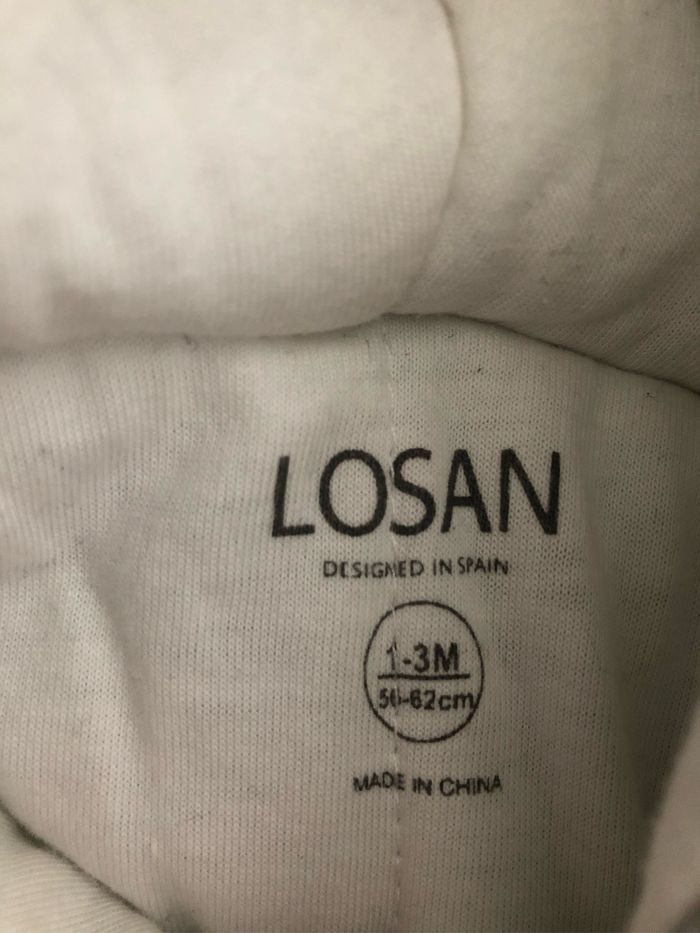 LOSAN
DESIGNED IN SPAIN
1-3M
50-62cm
MADE IN CHINA